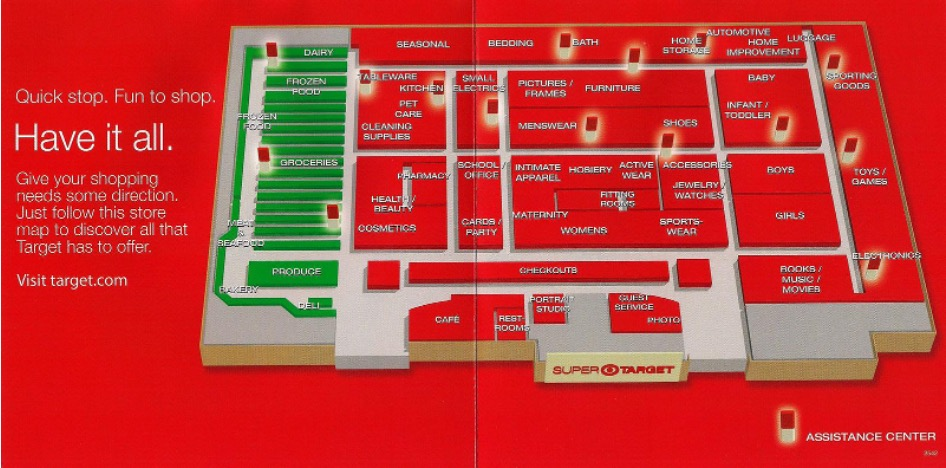 Quick stop. Fun to shop.
Have it all.
Give your shopping
needs some direction.
Just follow this store
map to discover all that
Target has to offer.
Visit target.com
DAIRY
FROZEN
FOOD
FROZEN
FOOD
GROCERIES
MEAT
&
SEAFOOD
PRODUCE
BAKERY
DELI
SEASONAL
BEDDING
BATH
HOME
STORAGE
AUTOMOTIVE
HOME
IMPROVEMENT
LUGGAGE
SPORTING
GOODS
TABLEWARE
KITCHEN
PET
CARE
CLEANING
SUPPLIES
SMALL
ELECTRICS
PICTURES /
FRAMES
FURNITURE
MENSWEAR
SHOES
BABY
INFANT /
TODDLER
TOYS /
GAMES
PHARMACY
HEALTH /
BEAUTY
COSMETICS
SCHOOL /
OFFICE
CARDS /
PARTY
INTIMATE
APPAREL
HOSIERY
ACTIVE
WEAR
ACCESSORIES
FITTING
ROOMS
JEWELRY /
WATCHES
MATERNITY
WOMENS
SPORTS-
WEAR
BOYS
GIRLS
ELECTRONICS
CHECKOUTS
BOOKS /
MUSIC /
MOVIES
CAFÉ
REST-
ROOMS
PORTRAIT
STUDIO
GUEST
SERVICE
PHOTO
SUPER TARGET
ASSISTANCE CENTER